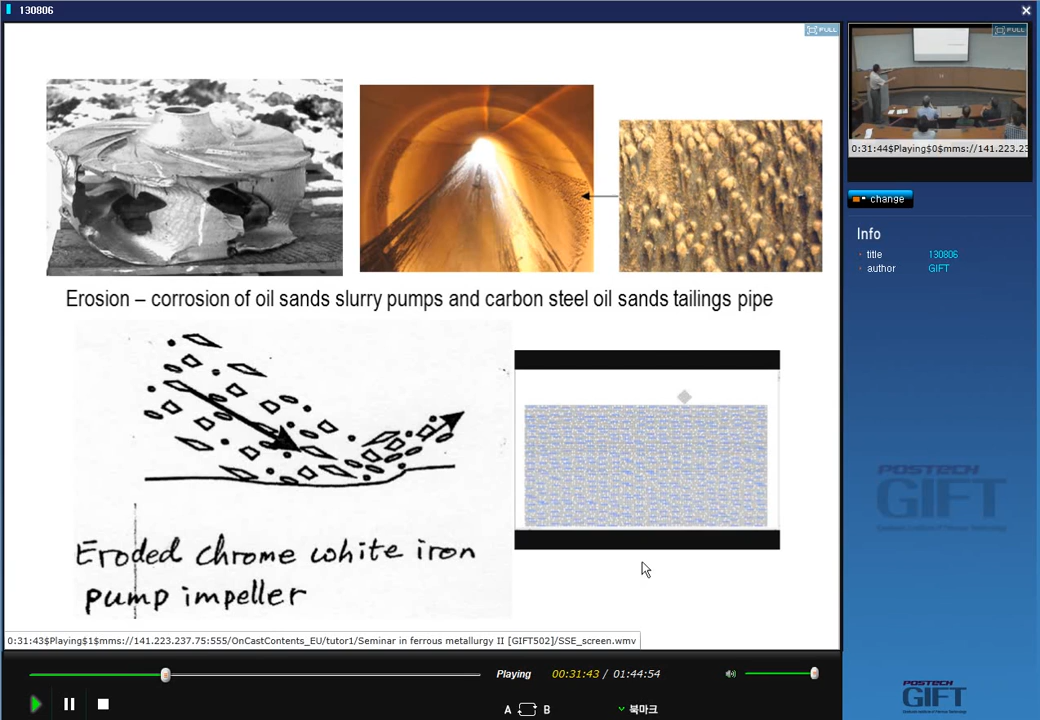 130806
FULL
FULL
0:31:44$Playing$0$mms://141.223.23
change
Info
title 130806
author GIFT
Erosion – corrosion of oil sands slurry pumps and carbon steel oil sands tailings pipe
Eroded chrome white iron
pump impeller
0:31:43$Playing$1$mms://141.223.237.75:555/OnCastContents_EU/tutor1/Seminar in ferrous metallurgy II [GIFT502]/SSE_screen.wmv
Playing 00:31:43 / 01:44:54
A B 북마크
POSTECH
GIFT
POSTECH
GIFT